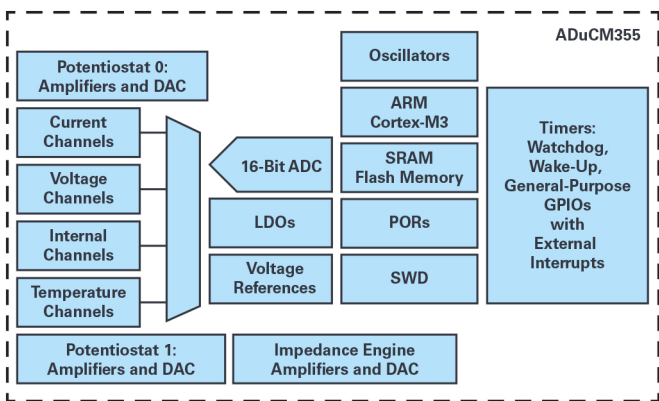 ADuCM355
Potentiostat 0:
Amplifiers and DAC
Current
Channels
Voltage
Channels
Internal
Channels
Temperature
Channels
16-Bit ADC
LDOs
Voltage
References
Oscillators
ARM
Cortex-M3
SRAM
Flash Memory
PORs
SWD
Timers:
Watchdog,
Wake-Up,
General-Purpose
GPIOs
with
External
Interrupts
Potentiostat 1:
Amplifiers and DAC
Impedance Engine
Amplifiers and DAC